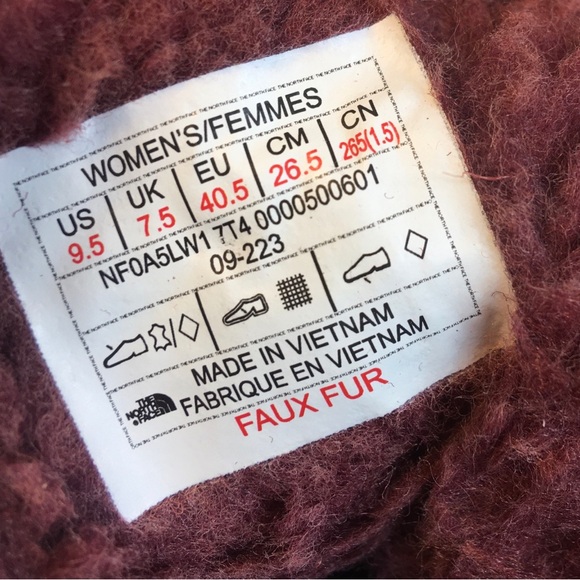 WOMEN'S/FEMMES
US UK EU CM CN
9.5 7.5 40.5 26.5 265(1.5)
NF0A5LW1 7T4 0000500601
09-223
MADE IN VIETNAM
FABRIQUE EN VIETNAM
THE
NORTH
FACE
FAUX FUR